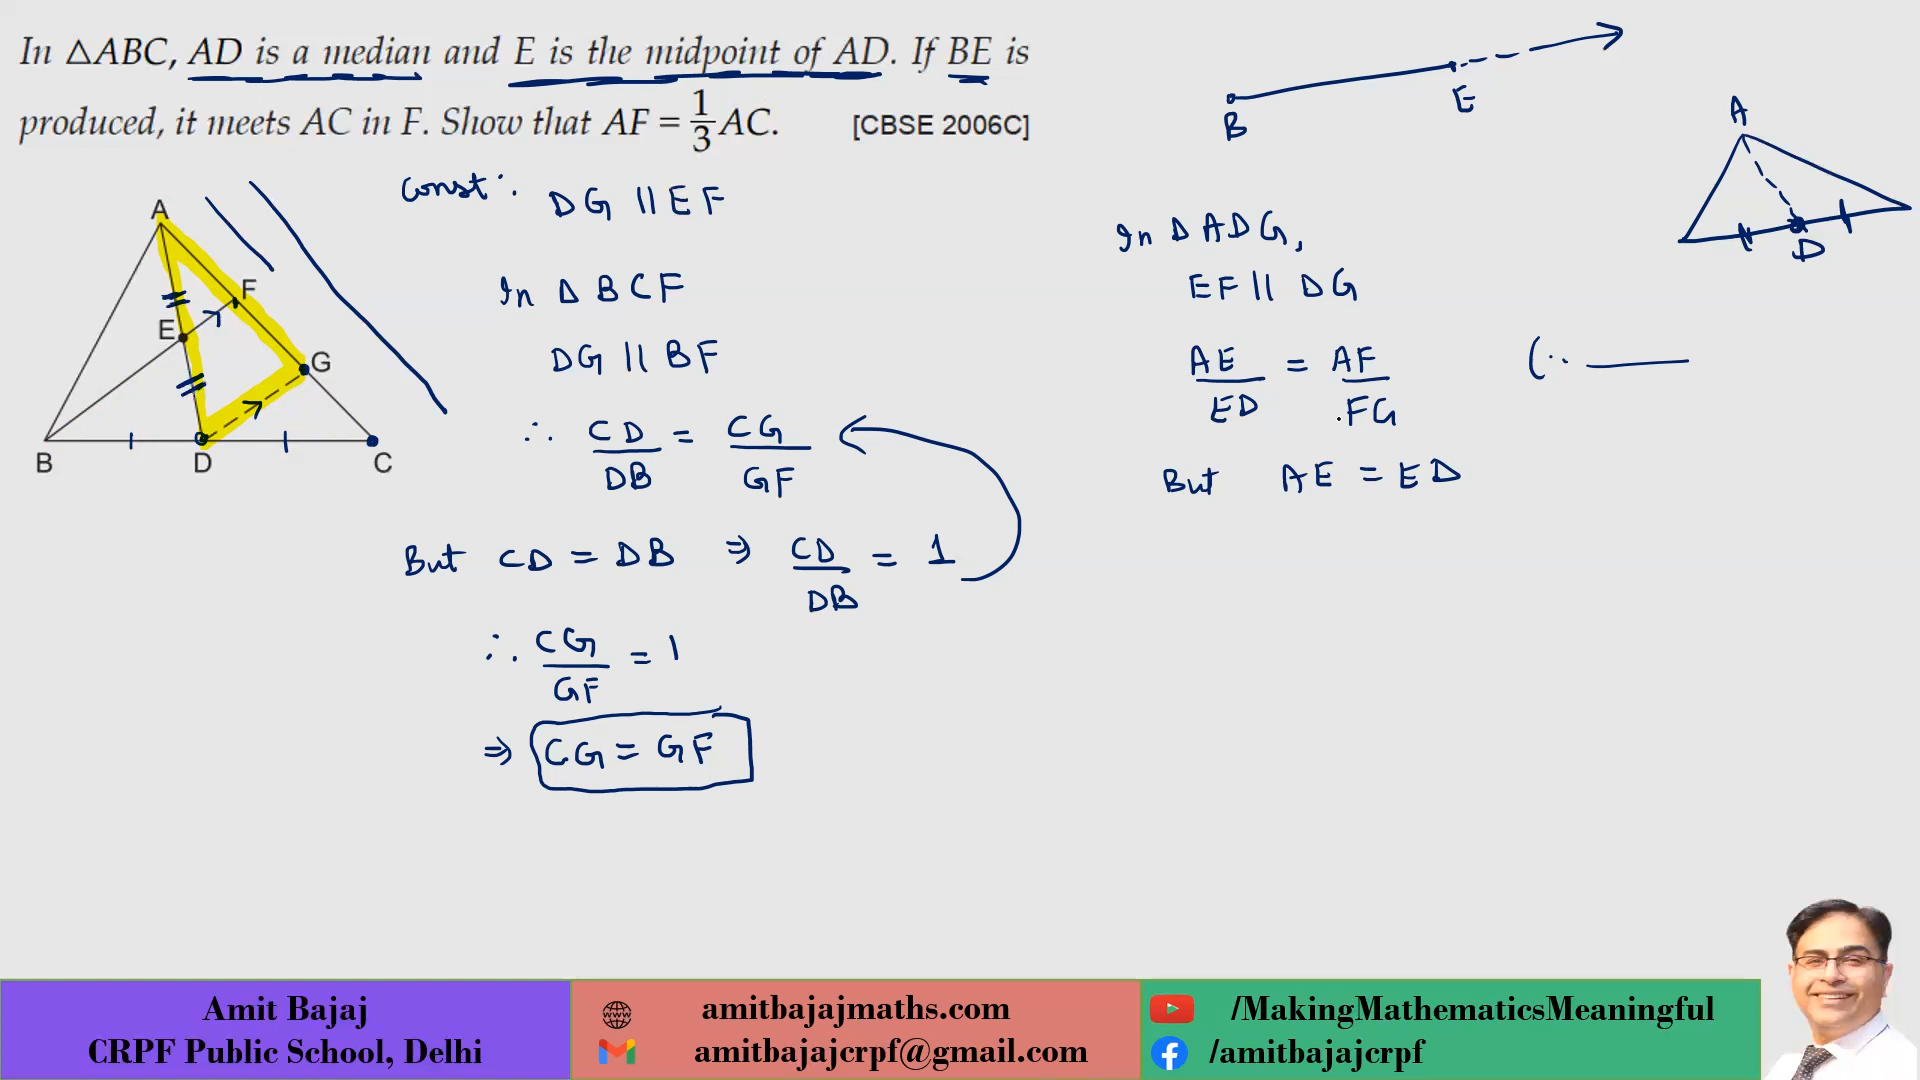 In △ABC, AD is a median and E is the midpoint of AD. If BE is
produced, it meets AC in F. Show that AF = 1/3 AC. [CBSE 2006C]
A
F
E
G
B
D
C
Const :
DG || EF
In Δ BCF
DG || BF
∴ CD/DB = CG/GF
But CD = DB ⇒ CD/DB = 1
∴ CG/GF = 1
⇒ CG = GF
B
E
A
D
In Δ ADG,
EF || DG
AE/ED = AF/FG (∵
But AE = ED
Amit Bajaj
CRPF Public School, Delhi
www
amitbajajmaths.com
amitbajajcrpf@gmail.com
/MakingMathematicsMeaningful
/amitbajajcrpf